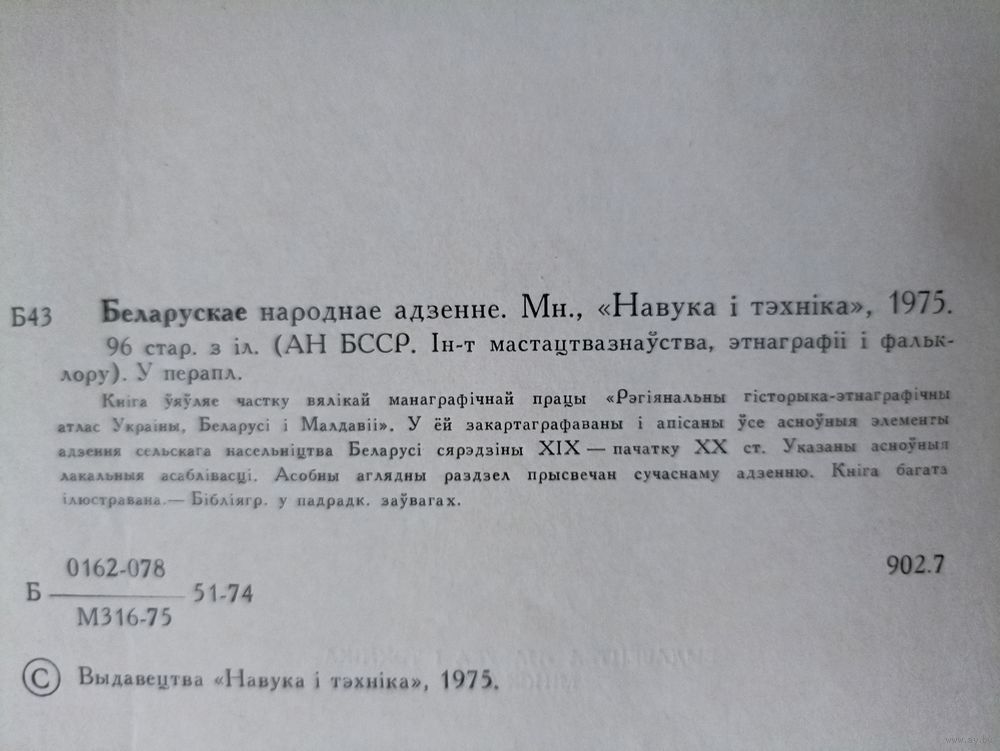 Б43 Беларускае народнае адзенне. Мн., «Навука і тэхніка», 1975.
96 стар. з іл. (АН БССР. Ін-т мастацтвазнаўства, этнаграфіі і фальк-
лору). У перапл.
Кніга ўяўляе частку вялікай манаграфічнай працы «Рэгіянальны гісторыка-этнаграфічны
атлас Украіны, Беларусі і Малдавіі». У ёй закартаграфаваны і апісаны ўсе асноўныя элементы
адзення сельскага насельніцтва Беларусі сярэдзіны XIX — пачатку XX ст. Указаны асноўныя
лакальныя асаблівасці. Асобны аглядны раздзел прысвечан сучаснаму адзенню. Кніга багата
ілюстравана.— Бібліягр. у падрадк. заўвагах.
0162-078
Б 51-74 902.7
М316-75
© Выдавецтва «Навука і тэхніка», 1975.